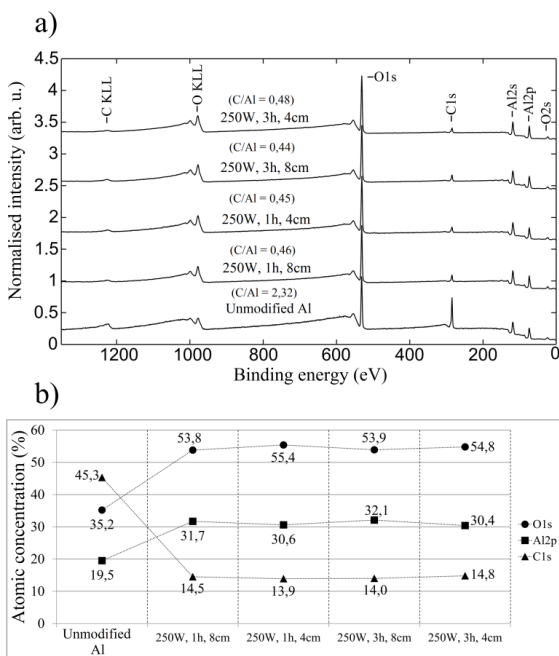 a)
4.5
4
3.5
3
2.5
2
1.5
1
0.5
0
Normalised intensity (arb. u.)
C KLL
O KLL
O1s
C1s
Al2s
Al2p
O2s
(C/Al = 0,48)
250W, 3h, 4cm
(C/Al = 0,44)
250W, 3h, 8cm
(C/Al = 0,45)
250W, 1h, 4cm
(C/Al = 0,46)
250W, 1h, 8cm
(C/Al = 2,32)
Unmodified Al
1200 1000 800 600 400 200 0
Binding energy (eV)
b)
Atomic concentration (%)
60
50
40
30
20
10
0
45,3
35,2
19,5
53,8
31,7
14,5
55,4
30,6
13,9
53,9
32,1
14,0
54,8
30,4
14,8
O1s
Al2p
C1s
Unmodified
Al
250W, 1h, 8cm
250W, 1h, 4cm
250W, 3h, 8cm
250W, 3h, 4cm